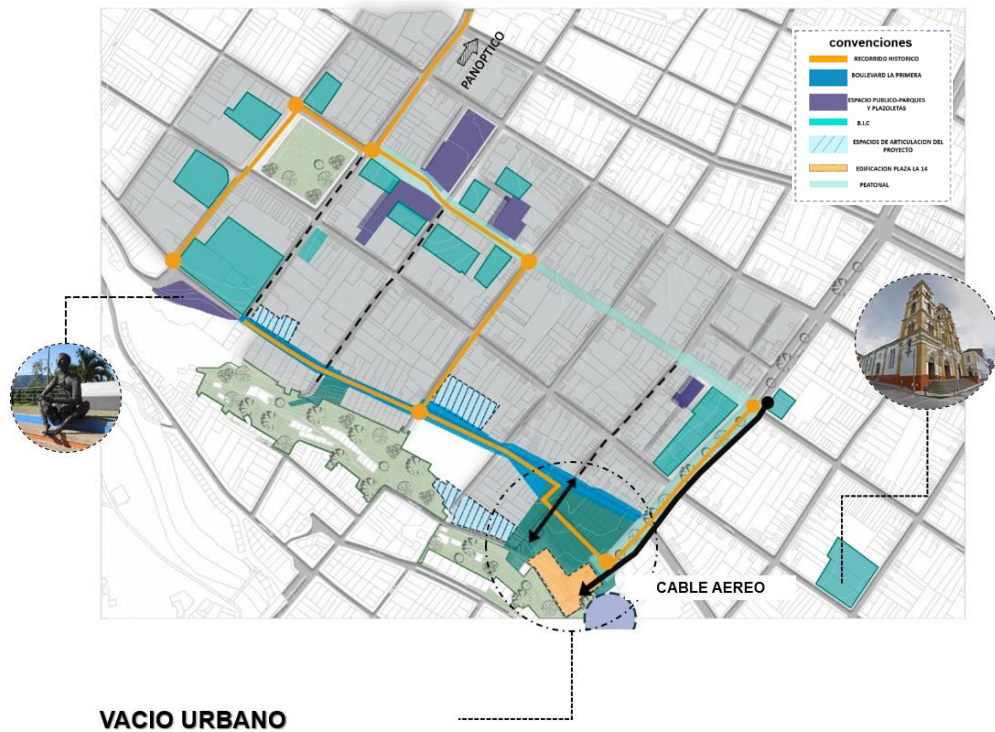 PANOPTICO
convenciones
RECORRIDO HISTORICO
BOULEVARD LA PRIMERA
ESPACIO PUBLICO-PARQUES
Y PLAZOLETAS
B.I.C
ESPACIOS DE ARTICULACION DEL
PROYECTO
EDIFICACION PLAZA LA 14
PEATONAL
CABLE AEREO
VACIO URBANO